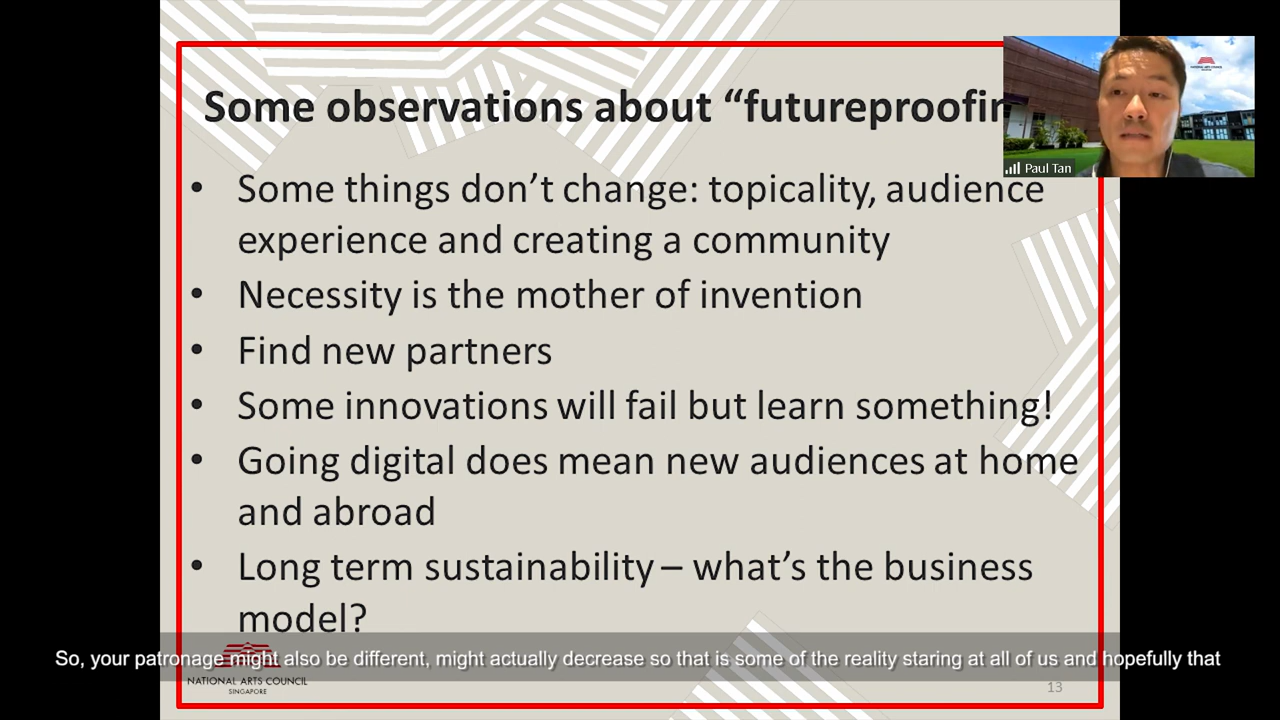 Some observations about “futureproofin
NATIONAL ARTS COUNCIL
Paul Tan
• Some things don’t change: topicality, audience
experience and creating a community
• Necessity is the mother of invention
• Find new partners
• Some innovations will fail but learn something!
• Going digital does mean new audiences at home
and abroad
• Long term sustainability – what’s the business
model?
So, your patronage might also be different, might actually decrease so that is some of the reality staring at all of us and hopefully that
NATIONAL ARTS COUNCIL
SINGAPORE
13